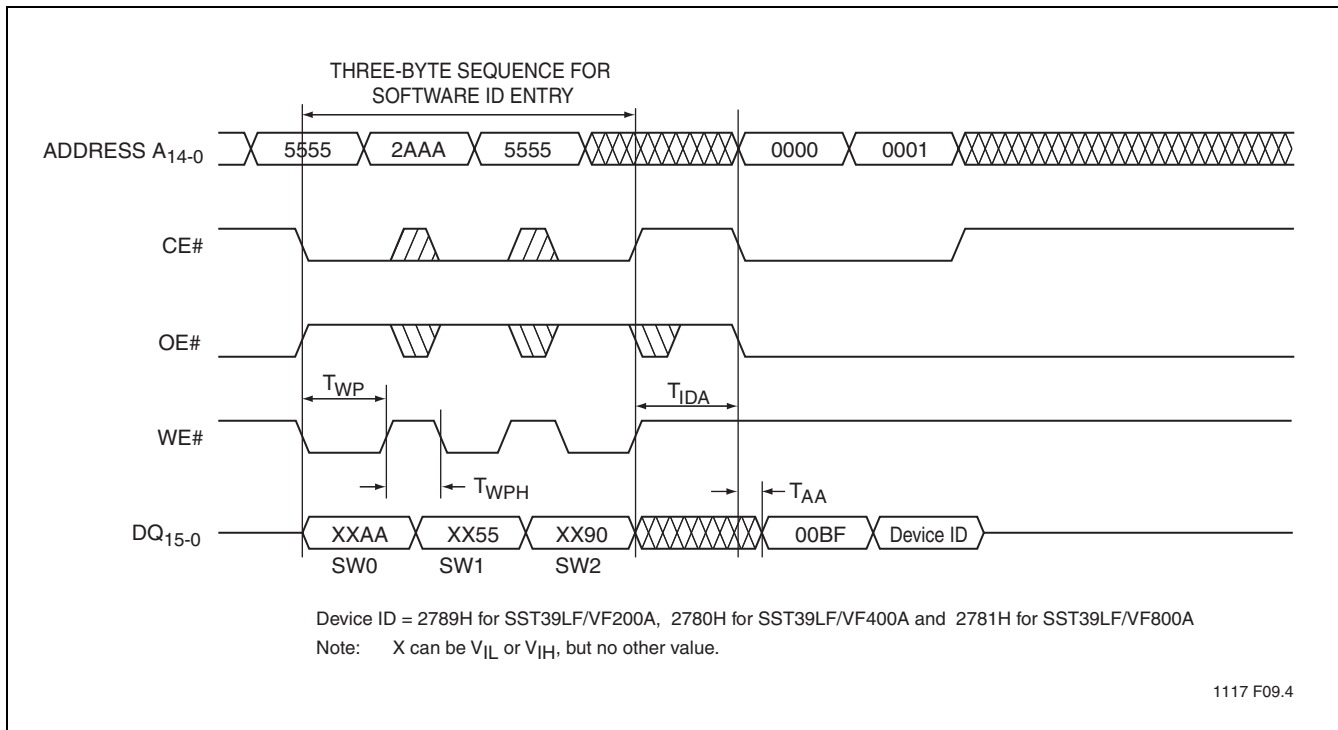 THREE-BYTE SEQUENCE FOR
SOFTWARE ID ENTRY
ADDRESS A14-0
5555 2AAA 5555 0000 0001
CE#
OE#
TWP TIDA
WE#
TWPH TAA
DQ15-0
XXAA XX55 XX90 00BF Device ID
SW0 SW1 SW2
Device ID = 2789H for SST39LF/VF200A, 2780H for SST39LF/VF400A and 2781H for SST39LF/VF800A
Note: X can be VIL or VIH, but no other value.
1117 F09.4